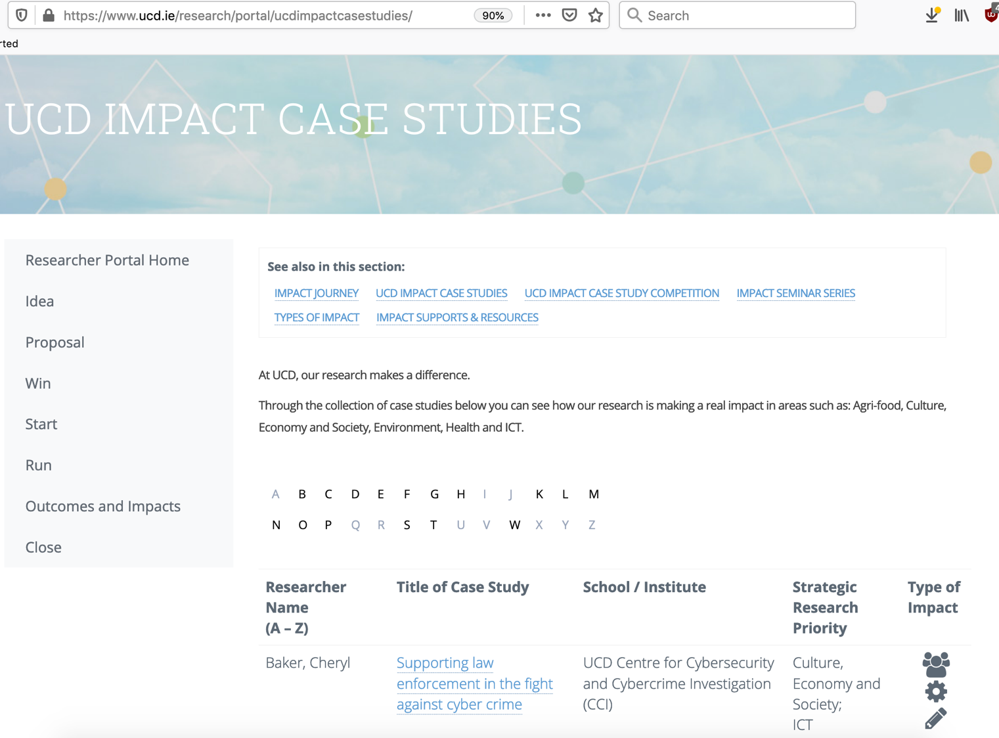 https://www.ucd.ie/research/portal/ucdimpactcasestudies/ 90% Search
rted
UCD IMPACT CASE STUDIES
Researcher Portal Home
Idea
Proposal
Win
Start
Run
Outcomes and Impacts
Close
See also in this section:
IMPACT JOURNEY UCD IMPACT CASE STUDIES UCD IMPACT CASE STUDY COMPETITION IMPACT SEMINAR SERIES
TYPES OF IMPACT IMPACT SUPPORTS & RESOURCES
At UCD, our research makes a difference.
Through the collection of case studies below you can see how our research is making a real impact in areas such as: Agri-food, Culture,
Economy and Society, Environment, Health and ICT.
A B C D E F G H I J K L M
N O P Q R S T U V W X Y Z
Researcher Name (A – Z)
Title of Case Study
School / Institute
Strategic Research Priority
Type of Impact
Baker, Cheryl
Supporting law
enforcement in the fight
against cyber crime
UCD Centre for Cybersecurity
and Cybercrime Investigation
(CCI)
Culture,
Economy and
Society;
ICT